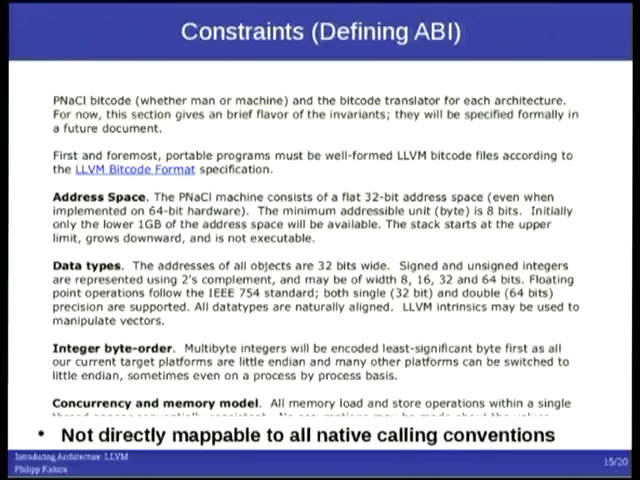 Constraints (Defining ABI)
PNaCl bitcode (whether man or machine) and the bitcode translator for each architecture.
For now, this section gives an brief flavor of the invariants; they will be specified formally in
a future document.
First and foremost, portable programs must be well-formed LLVM bitcode files according to
the LLVM Bitcode Format specification.
Address Space. The PNaCl machine consists of a flat 32-bit address space (even when
implemented on 64-bit hardware). The minimum addressible unit (byte) is 8 bits. Initially
only the lower 1GB of the address space will be available. The stack starts at the upper
limit, grows downward, and is not executable.
Data types. The addresses of all objects are 32 bits wide. Signed and unsigned integers
are represented using 2's complement, and may be of width 8, 16, 32 and 64 bits. Floating
point operations follow the IEEE 754 standard; both single (32 bit) and double (64 bits)
precision are supported. All datatypes are naturally aligned. LLVM intrinsics may be used to
manipulate vectors.
Integer byte-order. Multibyte integers will be encoded least-significant byte first as all
our current target platforms are little endian and many other platforms can be switched to
little endian, sometimes even on a process by process basis.
Concurrency and memory model. All memory load and store operations within a single
• Not directly mappable to all native calling conventions
Introducing Architecture: LLVM
Philipp
15/20